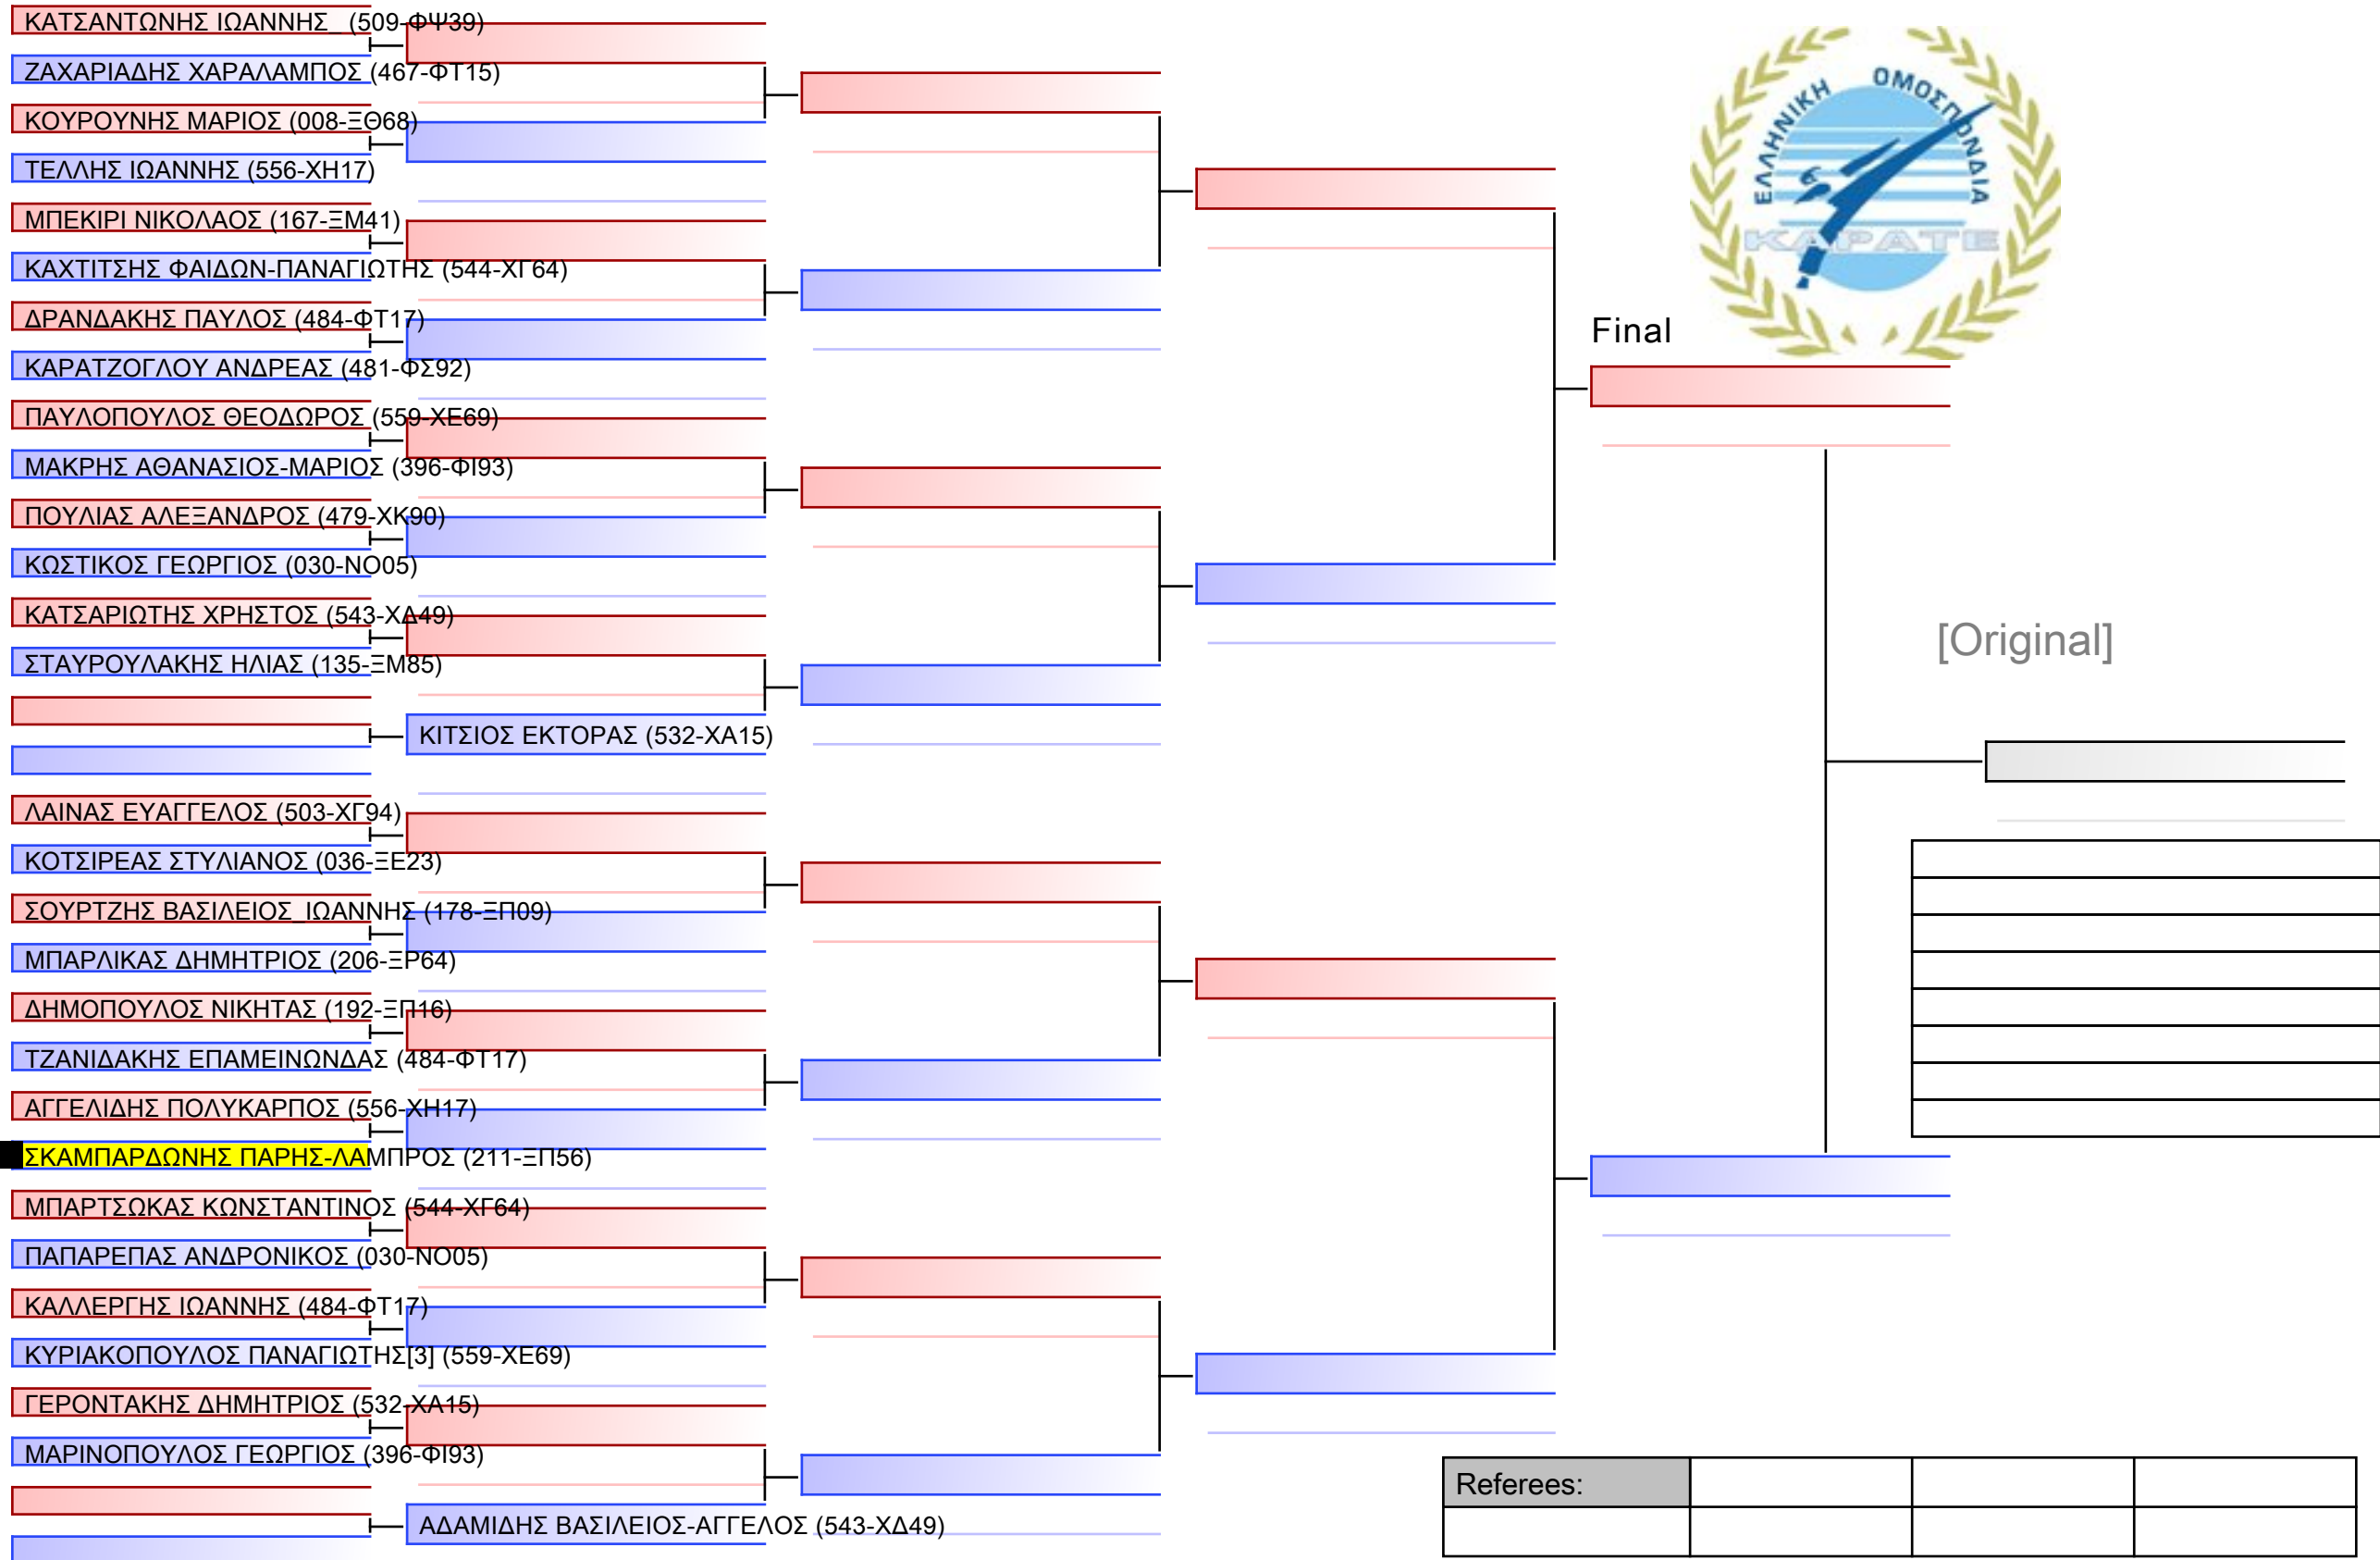 ΚΑΤΣΑΝΤΩΝΗΣ ΙΩΑΝΝΗΣ_ (509-ΦΨ39)
ΖΑΧΑΡΙΑΔΗΣ ΧΑΡΑΛΑΜΠΟΣ (467-ΦΤ15)
ΚΟΥΡΟΥΝΗΣ ΜΑΡΙΟΣ (008-ΞΘ68)
ΤΕΛΛΗΣ ΙΩΑΝΝΗΣ (556-ΧΗ17)
ΜΠΕΚΙΡΙ ΝΙΚΟΛΑΟΣ (167-ΞΜ41)
ΚΑΧΤΙΤΣΗΣ ΦΑΙΔΩΝ-ΠΑΝΑΓΙΩΤΗΣ (544-ΧΓ64)
ΔΡΑΝΔΑΚΗΣ ΠΑΥΛΟΣ (484-ΦΤ17)
ΚΑΡΑΤΖΟΓΛΟΥ ΑΝΔΡΕΑΣ (481-ΦΣ92)
ΠΑΥΛΟΠΟΥΛΟΣ ΘΕΟΔΩΡΟΣ (559-ΧΕ69)
ΜΑΚΡΗΣ ΑΘΑΝΑΣΙΟΣ-ΜΑΡΙΟΣ (396-ΦΙ93)
ΠΟΥΛΙΑΣ ΑΛΕΞΑΝΔΡΟΣ (479-ΧΚ90)
ΚΩΣΤΙΚΟΣ ΓΕΩΡΓΙΟΣ (030-ΝΟ05)
ΚΑΤΣΑΡΙΩΤΗΣ ΧΡΗΣΤΟΣ (543-ΧΔ49)
ΣΤΑΥΡΟΥΛΑΚΗΣ ΗΛΙΑΣ (135-ΞΜ85)
ΚΙΤΣΙΟΣ ΕΚΤΟΡΑΣ (532-ΧΑ15)
ΛΑΙΝΑΣ ΕΥΑΓΓΕΛΟΣ (503-ΧΓ94)
ΚΟΤΣΙΡΕΑΣ ΣΤΥΛΙΑΝΟΣ (036-ΞΕ23)
ΣΟΥΡΤΖΗΣ ΒΑΣΙΛΕΙΟΣ_ΙΩΑΝΝΗΣ (178-ΞΠ09)
ΜΠΑΡΛΙΚΑΣ ΔΗΜΗΤΡΙΟΣ (206-ΞΡ64)
ΔΗΜΟΠΟΥΛΟΣ ΝΙΚΗΤΑΣ (192-ΞΠ16)
ΤΖΑΝΙΔΑΚΗΣ ΕΠΑΜΕΙΝΩΝΔΑΣ (484-ΦΤ17)
ΑΓΓΕΛΙΔΗΣ ΠΟΛΥΚΑΡΠΟΣ (556-ΧΗ17)
ΣΚΑΜΠΑΡΔΩΝΗΣ ΠΑΡΗΣ-ΛΑΜΠΡΟΣ (211-ΞΠ56)
ΜΠΑΡΤΣΩΚΑΣ ΚΩΝΣΤΑΝΤΙΝΟΣ (544-ΧΓ64)
ΠΑΠΑΡΕΠΑΣ ΑΝΔΡΟΝΙΚΟΣ (030-ΝΟ05)
ΚΑΛΛΕΡΓΗΣ ΙΩΑΝΝΗΣ (484-ΦΤ17)
ΚΥΡΙΑΚΟΠΟΥΛΟΣ ΠΑΝΑΓΙΩΤΗΣ[3] (559-ΧΕ69)
ΓΕΡΟΝΤΑΚΗΣ ΔΗΜΗΤΡΙΟΣ (532-ΧΑ15)
ΜΑΡΙΝΟΠΟΥΛΟΣ ΓΕΩΡΓΙΟΣ (396-ΦΙ93)
ΑΔΑΜΙΔΗΣ ΒΑΣΙΛΕΙΟΣ-ΑΓΓΕΛΟΣ (543-ΧΔ49)
ΕΛΛΗΝΙΚΗ ΟΜΟΣΠΟΝΔΙΑ
ΚΑΡΑΤΕ
Final
[Original]
Referees: